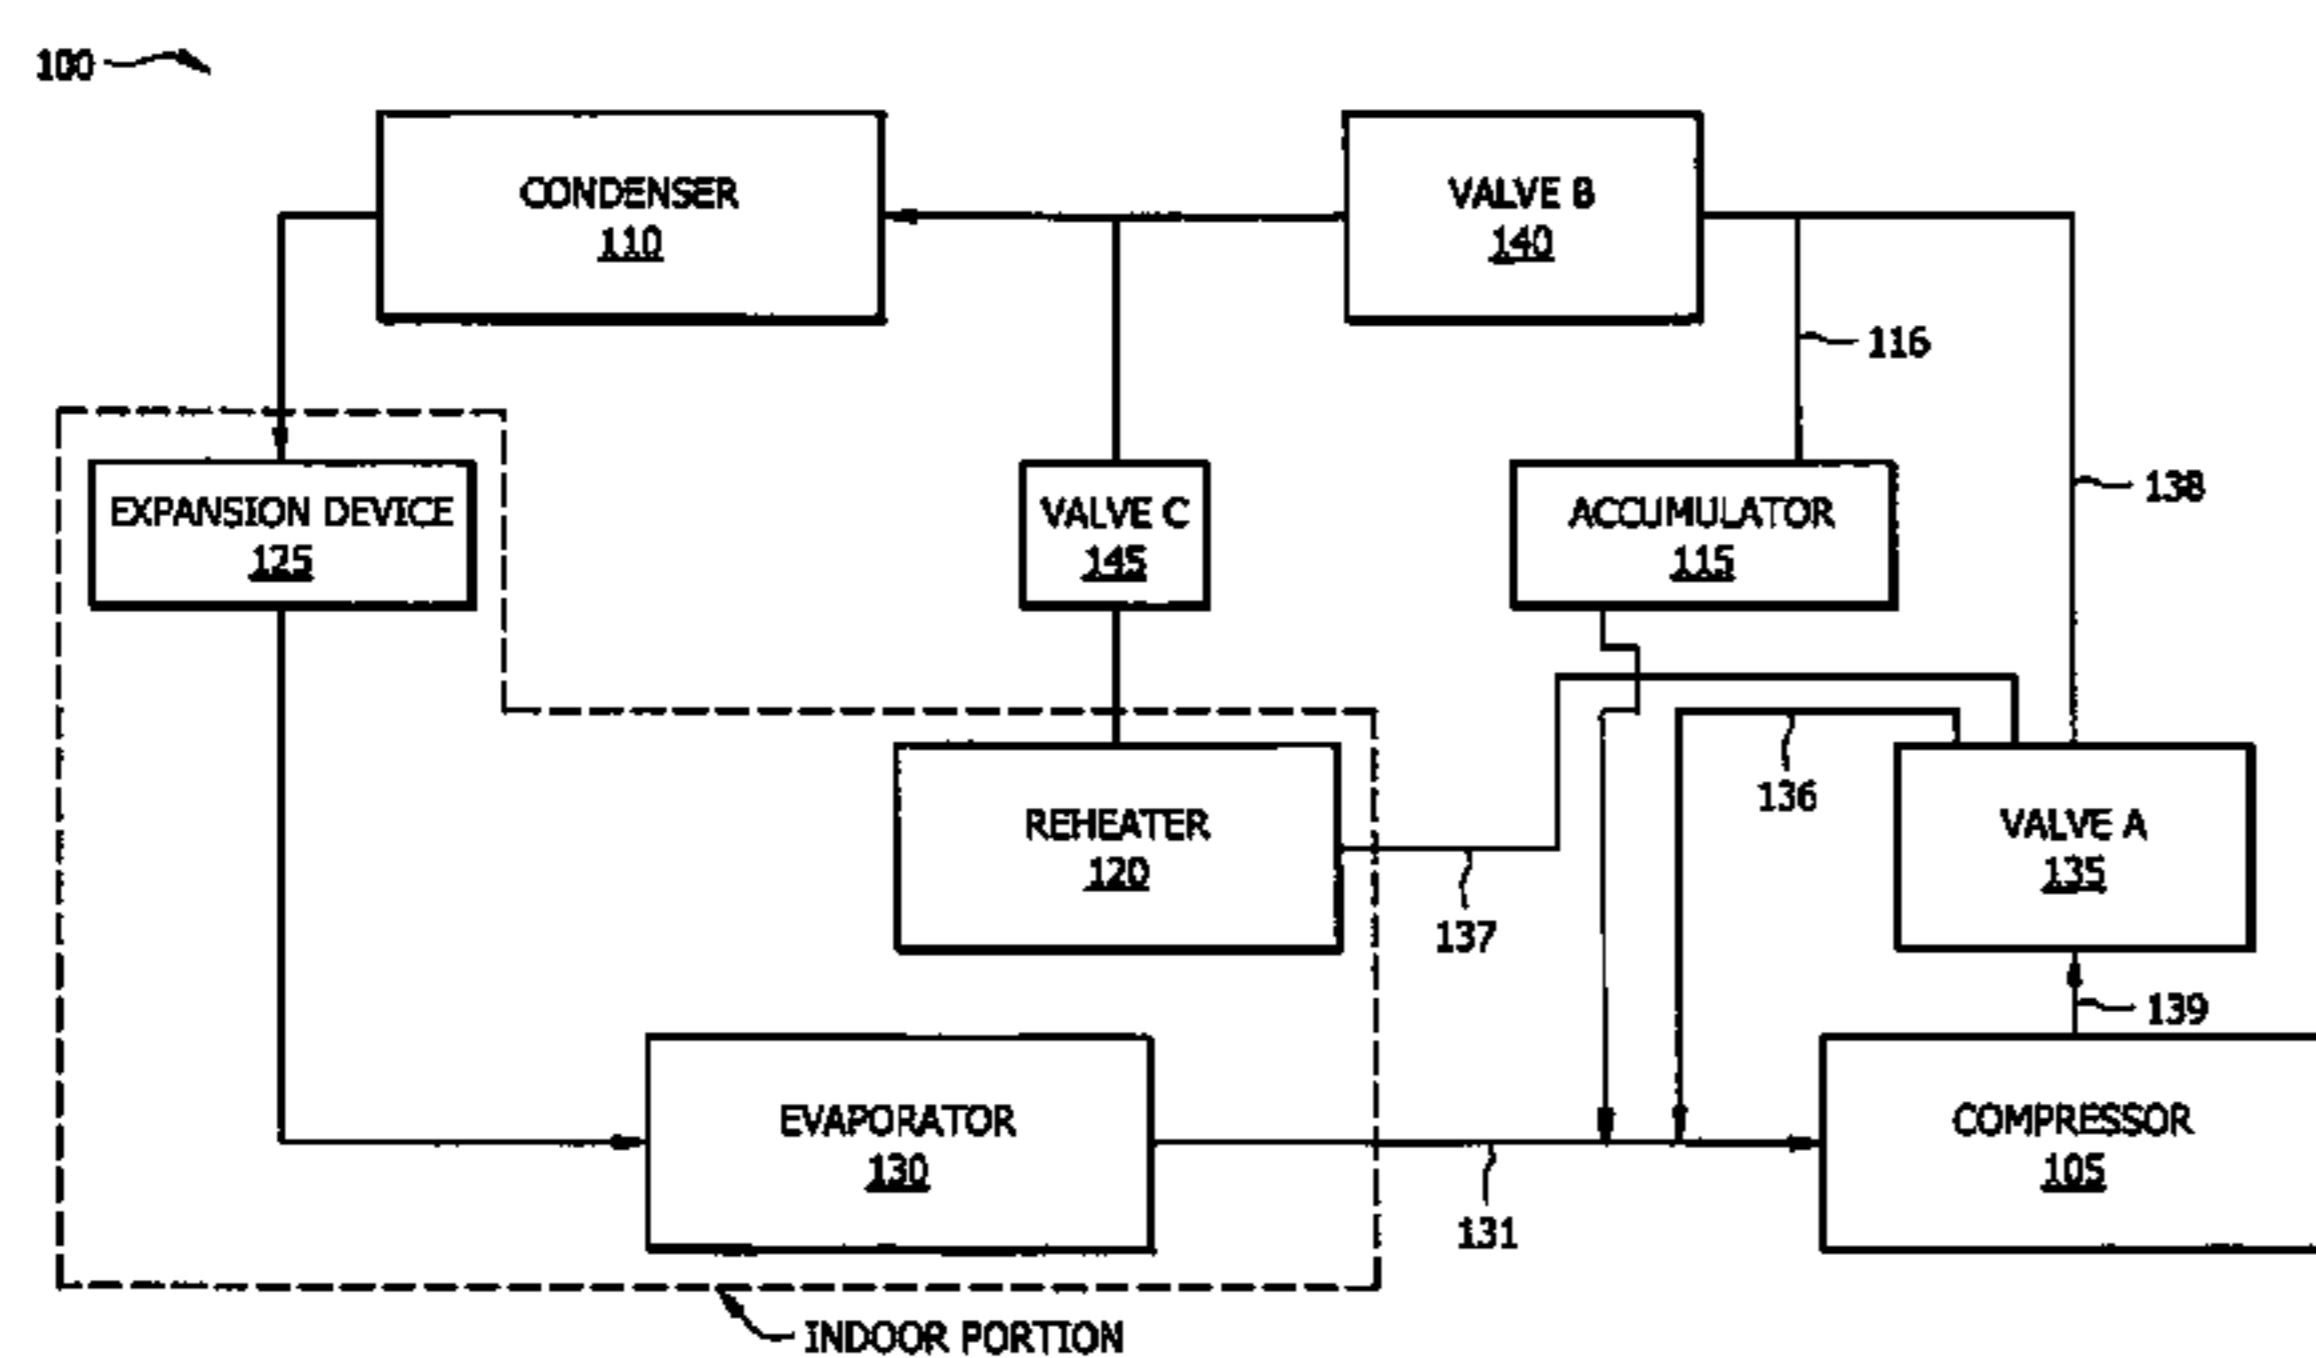 100
CONDENSER
110
VALVE B
140
116
EXPANSION DEVICE
125
VALVE C
145
ACCUMULATOR
115
138
136
REHEATER
120
VALVE A
135
137
139
EVAPORATOR
130
COMPRESSOR
105
131
INDOOR PORTION